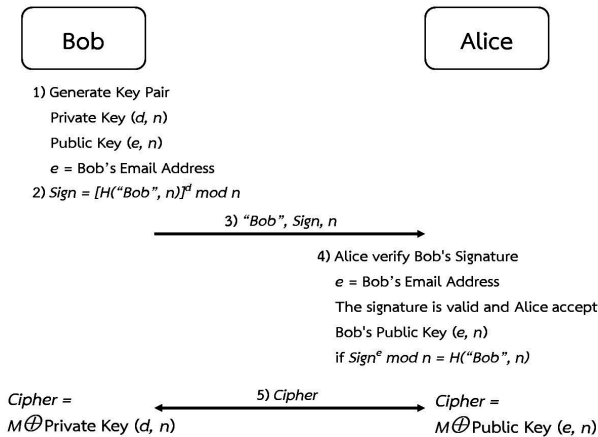 Bob
Alice
1) Generate Key Pair
Private Key (d, n)
Public Key (e, n)
e = Bob's Email Address
2) Sign = [H("Bob", n)]^d mod n
3) "Bob", Sign, n
4) Alice verify Bob's Signature
e = Bob's Email Address
The signature is valid and Alice accept
Bob's Public Key (e, n)
if Sign^e mod n = H("Bob", n)
5) Cipher
Cipher =
M⊕Private Key (d, n)
Cipher =
M⊕Public Key (e, n)